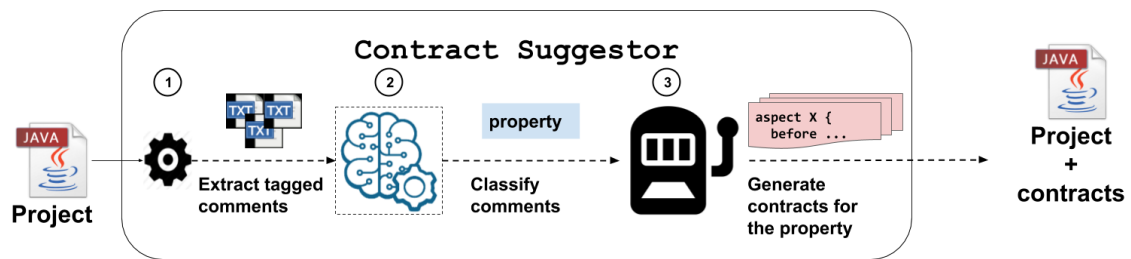 Contract Suggestor
1
2
3
JAVA
Project
TXT
TXT
TXT
Extract tagged
comments
property
Classify
comments
aspect X {
before ...
Generate
contracts for
the property
JAVA
Project
+
contracts